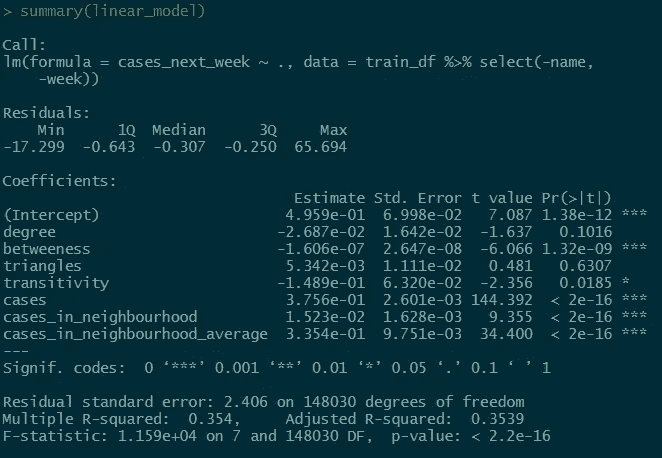 > summary(linear_model)
Call:
lm(formula = cases_next_week ~ ., data = train_df %>% select(-name,
-week))
Residuals:
Min 1Q Median 3Q Max
-17.299 -0.643 -0.307 -0.250 65.694
Coefficients:
Estimate Std. Error t value Pr(>|t|)
(Intercept) 4.959e-01 6.998e-02 7.087 1.38e-12 ***
degree -2.687e-02 1.642e-02 -1.637 0.1016
betweeness -1.606e-07 2.647e-08 -6.066 1.32e-09 ***
triangles 5.342e-03 1.111e-02 0.481 0.6307
transitivity -1.489e-01 6.320e-02 -2.356 0.0185 *
cases 3.756e-01 2.601e-03 144.392 < 2e-16 ***
cases_in_neighbourhood 1.523e-02 1.628e-03 9.355 < 2e-16 ***
cases_in_neighbourhood_average 3.354e-01 9.751e-03 34.400 < 2e-16 ***
---
Signif. codes: 0 ‘***’ 0.001 ‘**’ 0.01 ‘*’ 0.05 ‘.’ 0.1 ‘ ’ 1
Residual standard error: 2.406 on 148030 degrees of freedom
Multiple R-squared: 0.354, Adjusted R-squared: 0.3539
F-statistic: 1.159e+04 on 7 and 148030 DF, p-value: < 2.2e-16